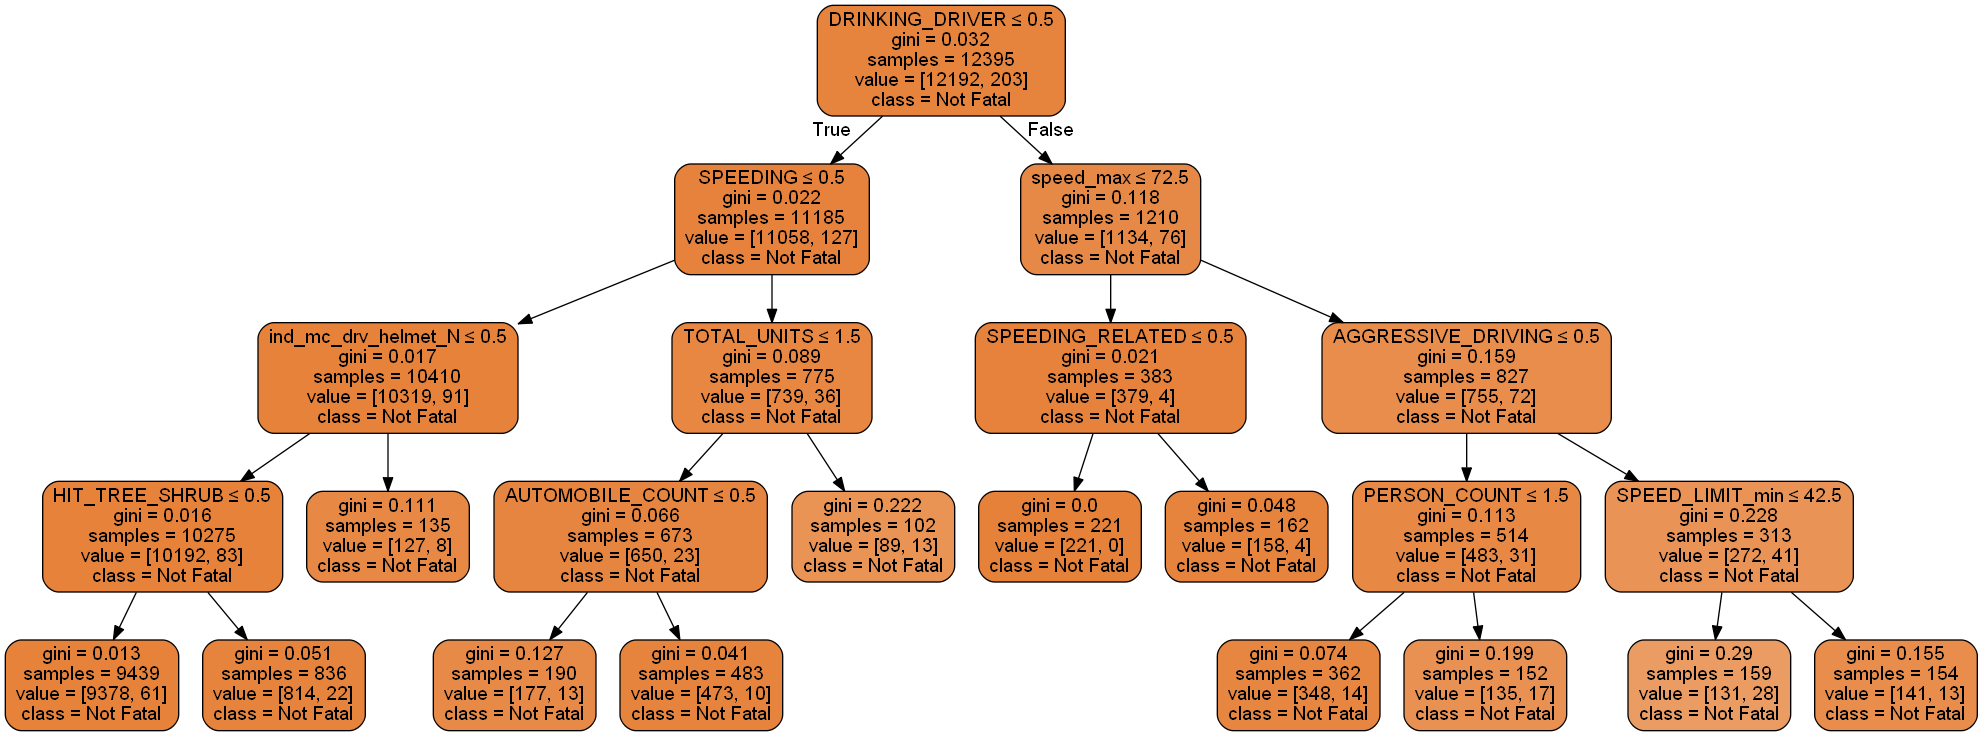 DRINKING_DRIVER ≤ 0.5
gini = 0.032
samples = 12395
value = [12192, 203]
class = Not Fatal
True
False
SPEEDING ≤ 0.5
gini = 0.022
samples = 11185
value = [11058, 127]
class = Not Fatal
speed_max ≤ 72.5
gini = 0.118
samples = 1210
value = [1134, 76]
class = Not Fatal
ind_mc_drv_helmet_N ≤ 0.5
gini = 0.017
samples = 10410
value = [10319, 91]
class = Not Fatal
TOTAL_UNITS ≤ 1.5
gini = 0.089
samples = 775
value = [739, 36]
class = Not Fatal
SPEEDING_RELATED ≤ 0.5
gini = 0.021
samples = 383
value = [379, 4]
class = Not Fatal
AGGRESSIVE_DRIVING ≤ 0.5
gini = 0.159
samples = 827
value = [755, 72]
class = Not Fatal
HIT_TREE_SHRUB ≤ 0.5
gini = 0.016
samples = 10275
value = [10192, 83]
class = Not Fatal
gini = 0.111
samples = 135
value = [127, 8]
class = Not Fatal
AUTOMOBILE_COUNT ≤ 0.5
gini = 0.066
samples = 673
value = [650, 23]
class = Not Fatal
gini = 0.222
samples = 102
value = [89, 13]
class = Not Fatal
gini = 0.0
samples = 221
value = [221, 0]
class = Not Fatal
gini = 0.048
samples = 162
value = [158, 4]
class = Not Fatal
PERSON_COUNT ≤ 1.5
gini = 0.113
samples = 514
value = [483, 31]
class = Not Fatal
SPEED_LIMIT_min ≤ 42.5
gini = 0.228
samples = 313
value = [272, 41]
class = Not Fatal
gini = 0.013
samples = 9439
value = [9378, 61]
class = Not Fatal
gini = 0.051
samples = 836
value = [814, 22]
class = Not Fatal
gini = 0.127
samples = 190
value = [177, 13]
class = Not Fatal
gini = 0.041
samples = 483
value = [473, 10]
class = Not Fatal
gini = 0.074
samples = 362
value = [348, 14]
class = Not Fatal
gini = 0.199
samples = 152
value = [135, 17]
class = Not Fatal
gini = 0.29
samples = 159
value = [131, 28]
class = Not Fatal
gini = 0.155
samples = 154
value = [141, 13]
class = Not Fatal